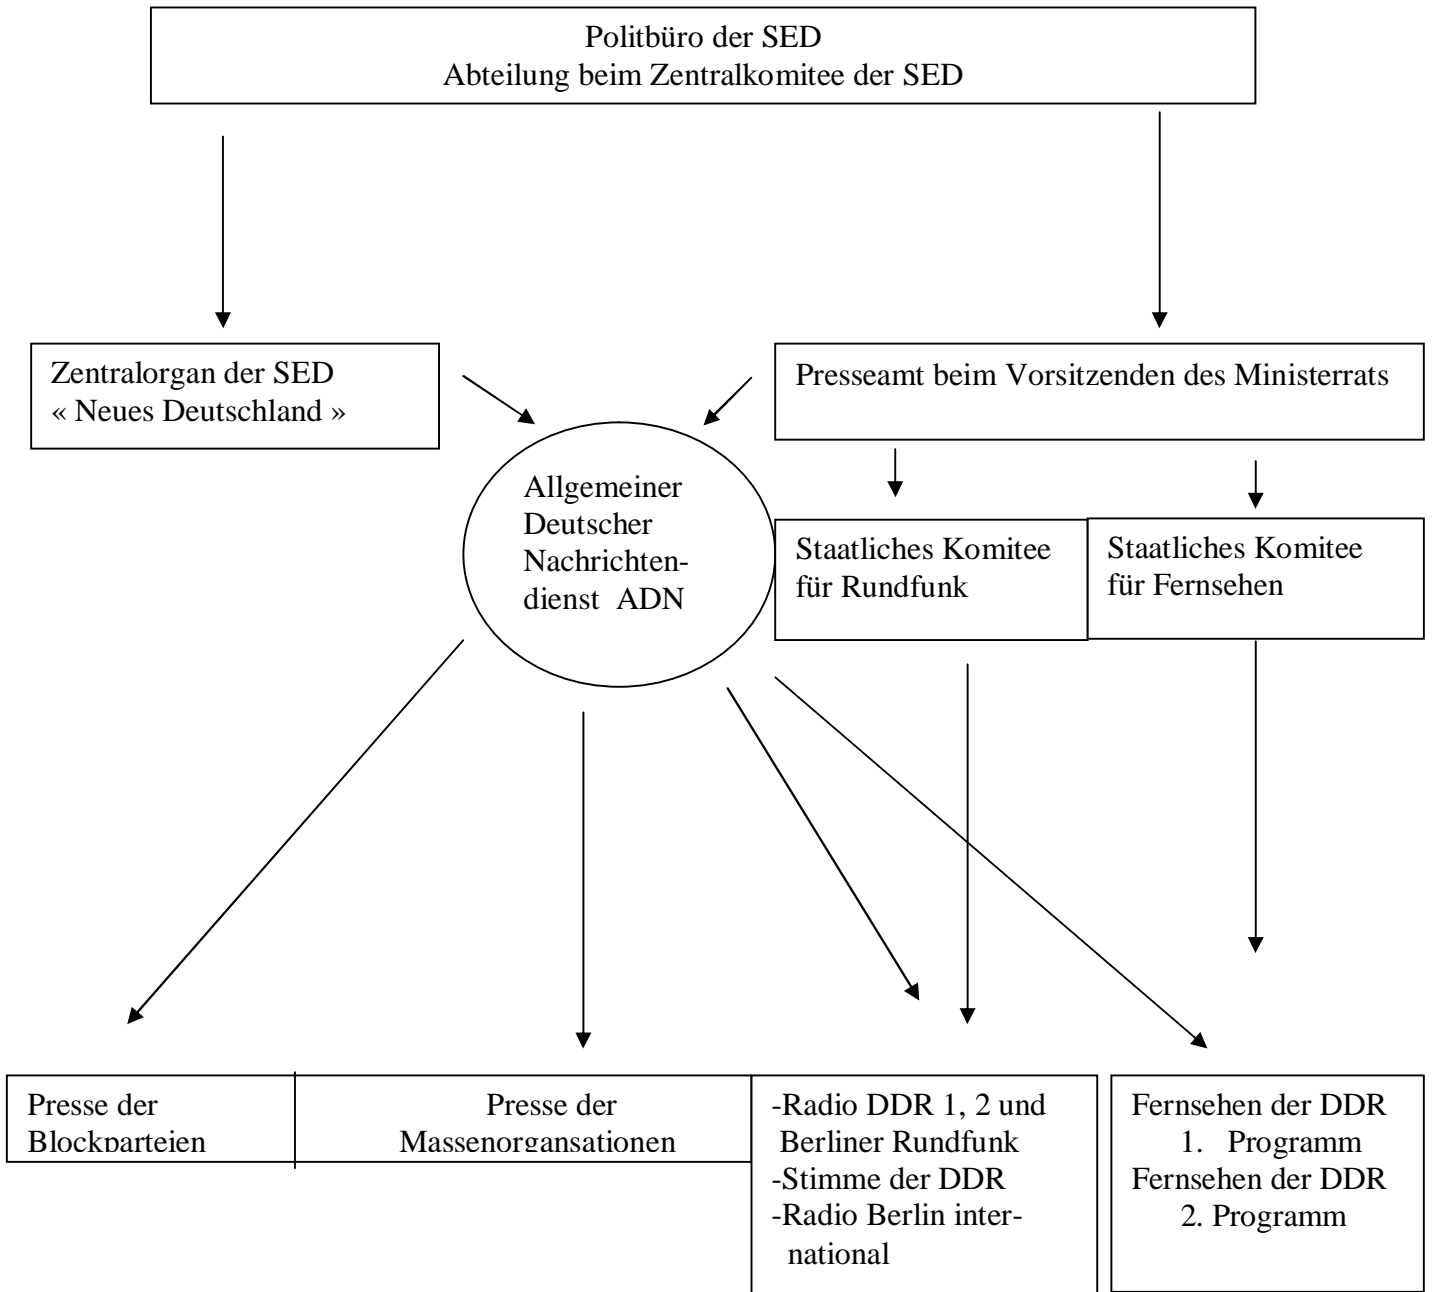 Politbüro der SED
Abteilung beim Zentralkomitee der SED
Zentralorgan der SED
« Neues Deutschland »
Presseamt beim Vorsitzenden des Ministerrats
Allgemeiner
Deutscher
Nachrichten-
dienst ADN
Staatliches Komitee
für Rundfunk
Staatliches Komitee
für Fernsehen
Presse der
Blockparteien
Presse der
Massenorgansationen
-Radio DDR 1, 2 und
Berliner Rundfunk
-Stimme der DDR
-Radio Berlin inter-
national
Fernsehen der DDR
1. Programm
Fernsehen der DDR
2. Programm